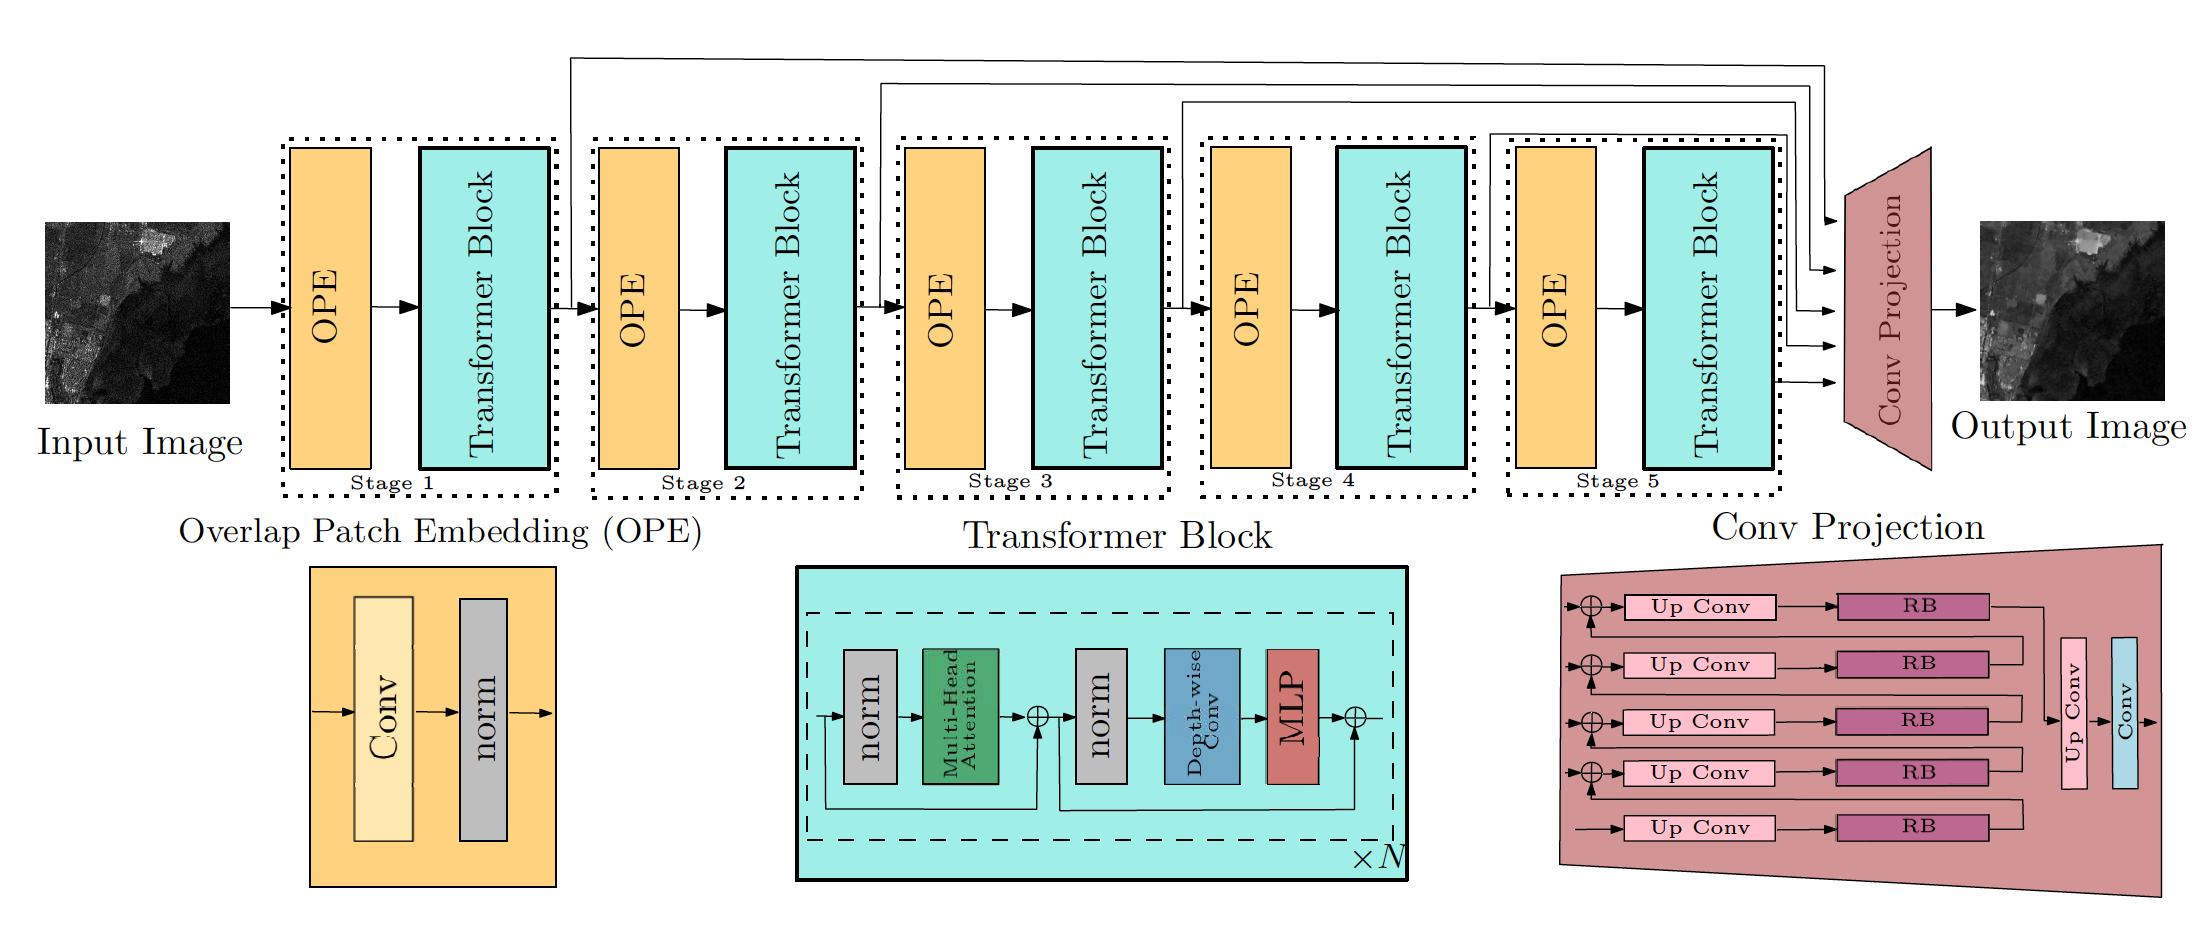 Input Image
OPE
Transformer Block
Stage 1
OPE
Transformer Block
Stage 2
OPE
Transformer Block
Stage 3
OPE
Transformer Block
Stage 4
OPE
Transformer Block
Stage 5
Conv Projection
Output Image
Overlap Patch Embedding (OPE)
Conv
norm
Transformer Block
norm
Multi-Head
Attention
norm
Depth-wise
Conv
MLP
×N
Conv Projection
Up Conv
RB
Up Conv
RB
Up Conv
RB
Up Conv
RB
Up Conv
RB
Up Conv
Conv